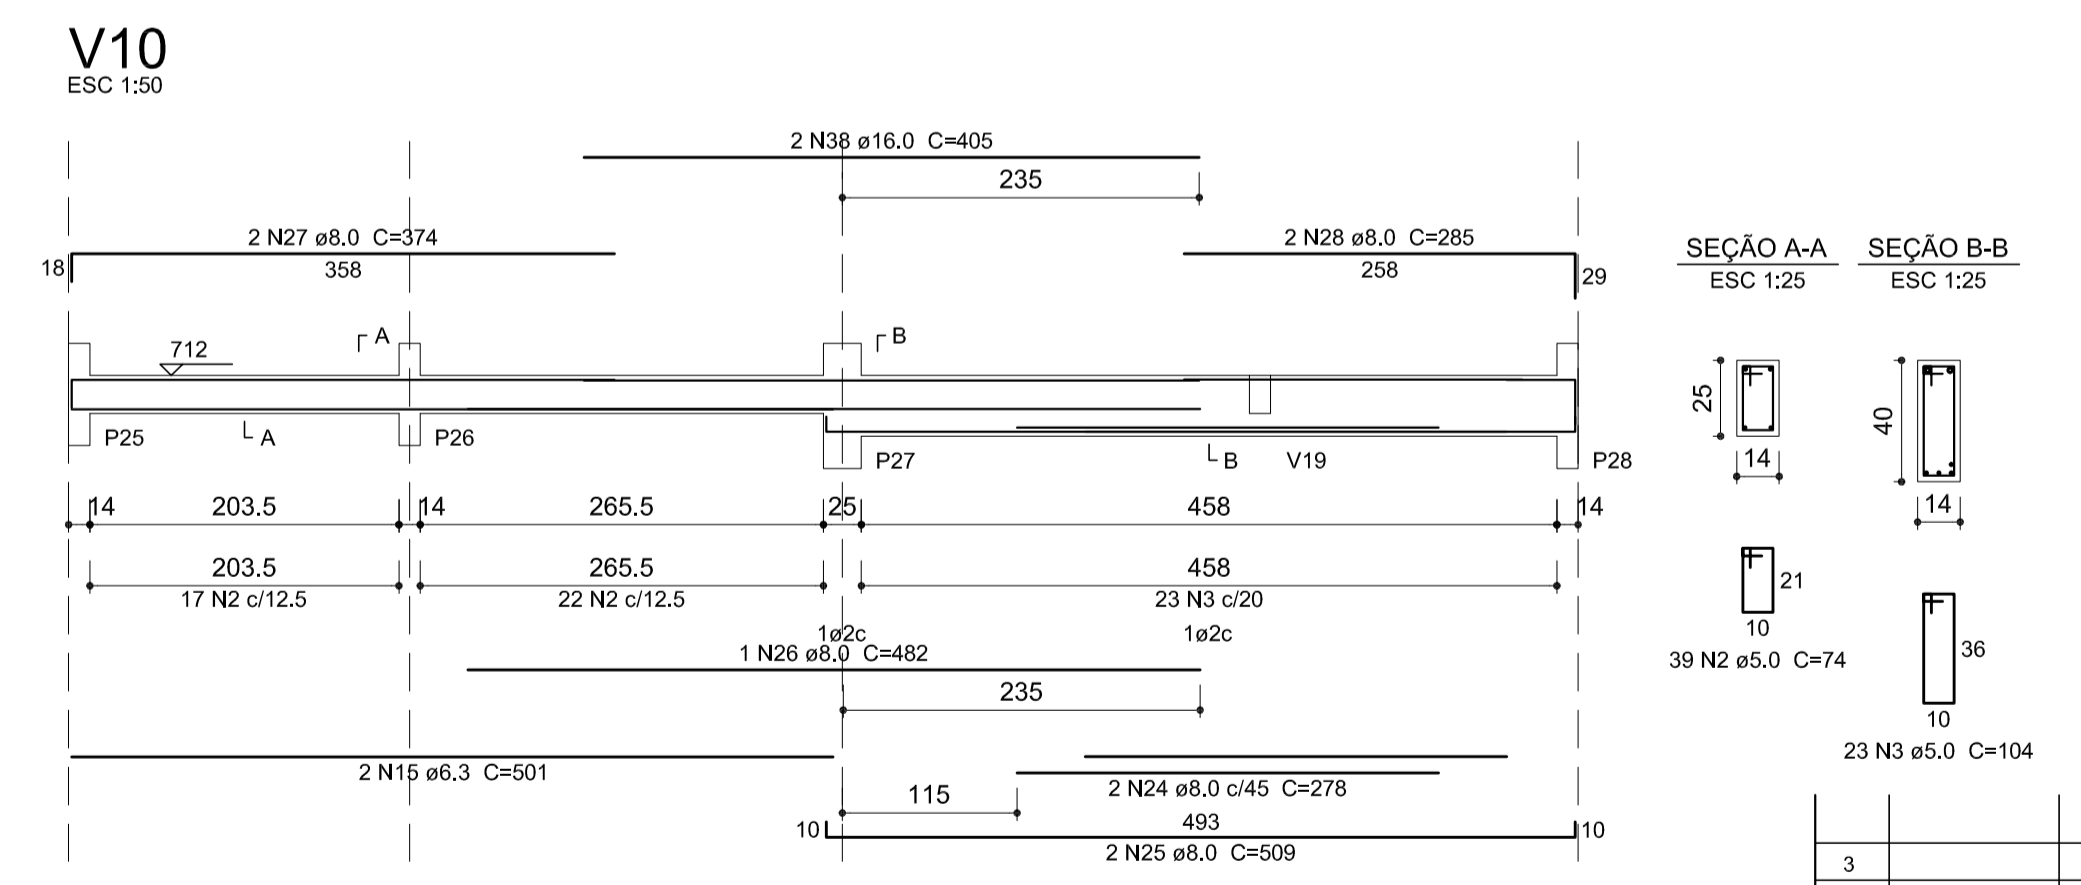 V10
ESC 1:50
2 N38 ø16.0 C=405
235
2 N27 ø8.0 C=374
2 N28 ø8.0 C=285
SEÇÃO A-A
SEÇÃO B-B
18
358
258
29
ESC 1:25
ESC 1:25
A
B
712
25
40
P25
A
P26
P27
B
V19
P28
14
14
14
203.5
14
265.5
25
458
14
203.5
265.5
458
17 N2 c/12.5
22 N2 c/12.5
23 N3 c/20
21
10
36
1ø2c
1ø2c
1 N26 ø8.0 C=482
39 N2 ø5.0 C=74
235
10
23 N3 ø5.0 C=104
2 N15 ø6.3 C=501
2 N24 ø8.0 c/45 C=278
115
10
493
10
2 N25 ø8.0 C=509
3